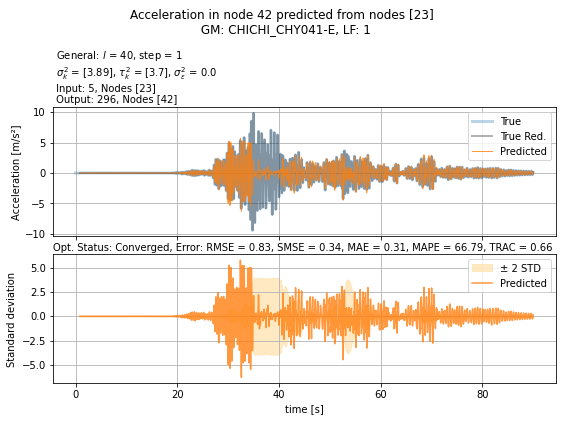 Acceleration in node 42 predicted from nodes [23]
GM: CHICHI_CHY041-E, LF: 1
General: l = 40, step = 1
σ²ₖ = [3.89], τ²ₖ = [3.7], σ²ε = 0.0
Input: 5, Nodes [23]
Output: 296, Nodes [42]
Acceleration [m/s²]
10
5
0
−5
−10
True
True Red.
Predicted
Opt. Status: Converged, Error: RMSE = 0.83, SMSE = 0.34, MAE = 0.31, MAPE = 66.79, TRAC = 0.66
Standard deviation
5.0
2.5
0.0
−2.5
−5.0
± 2 STD
Predicted
0 20 40 60 80
time [s]